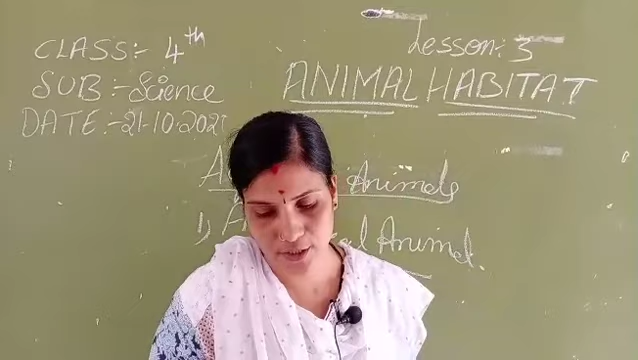 CLASS:- 4th
Lesson: 3
SUB:- Science
ANIMAL HABITAT
DATE:- 21.10.2021
Animals
1)
Animal.